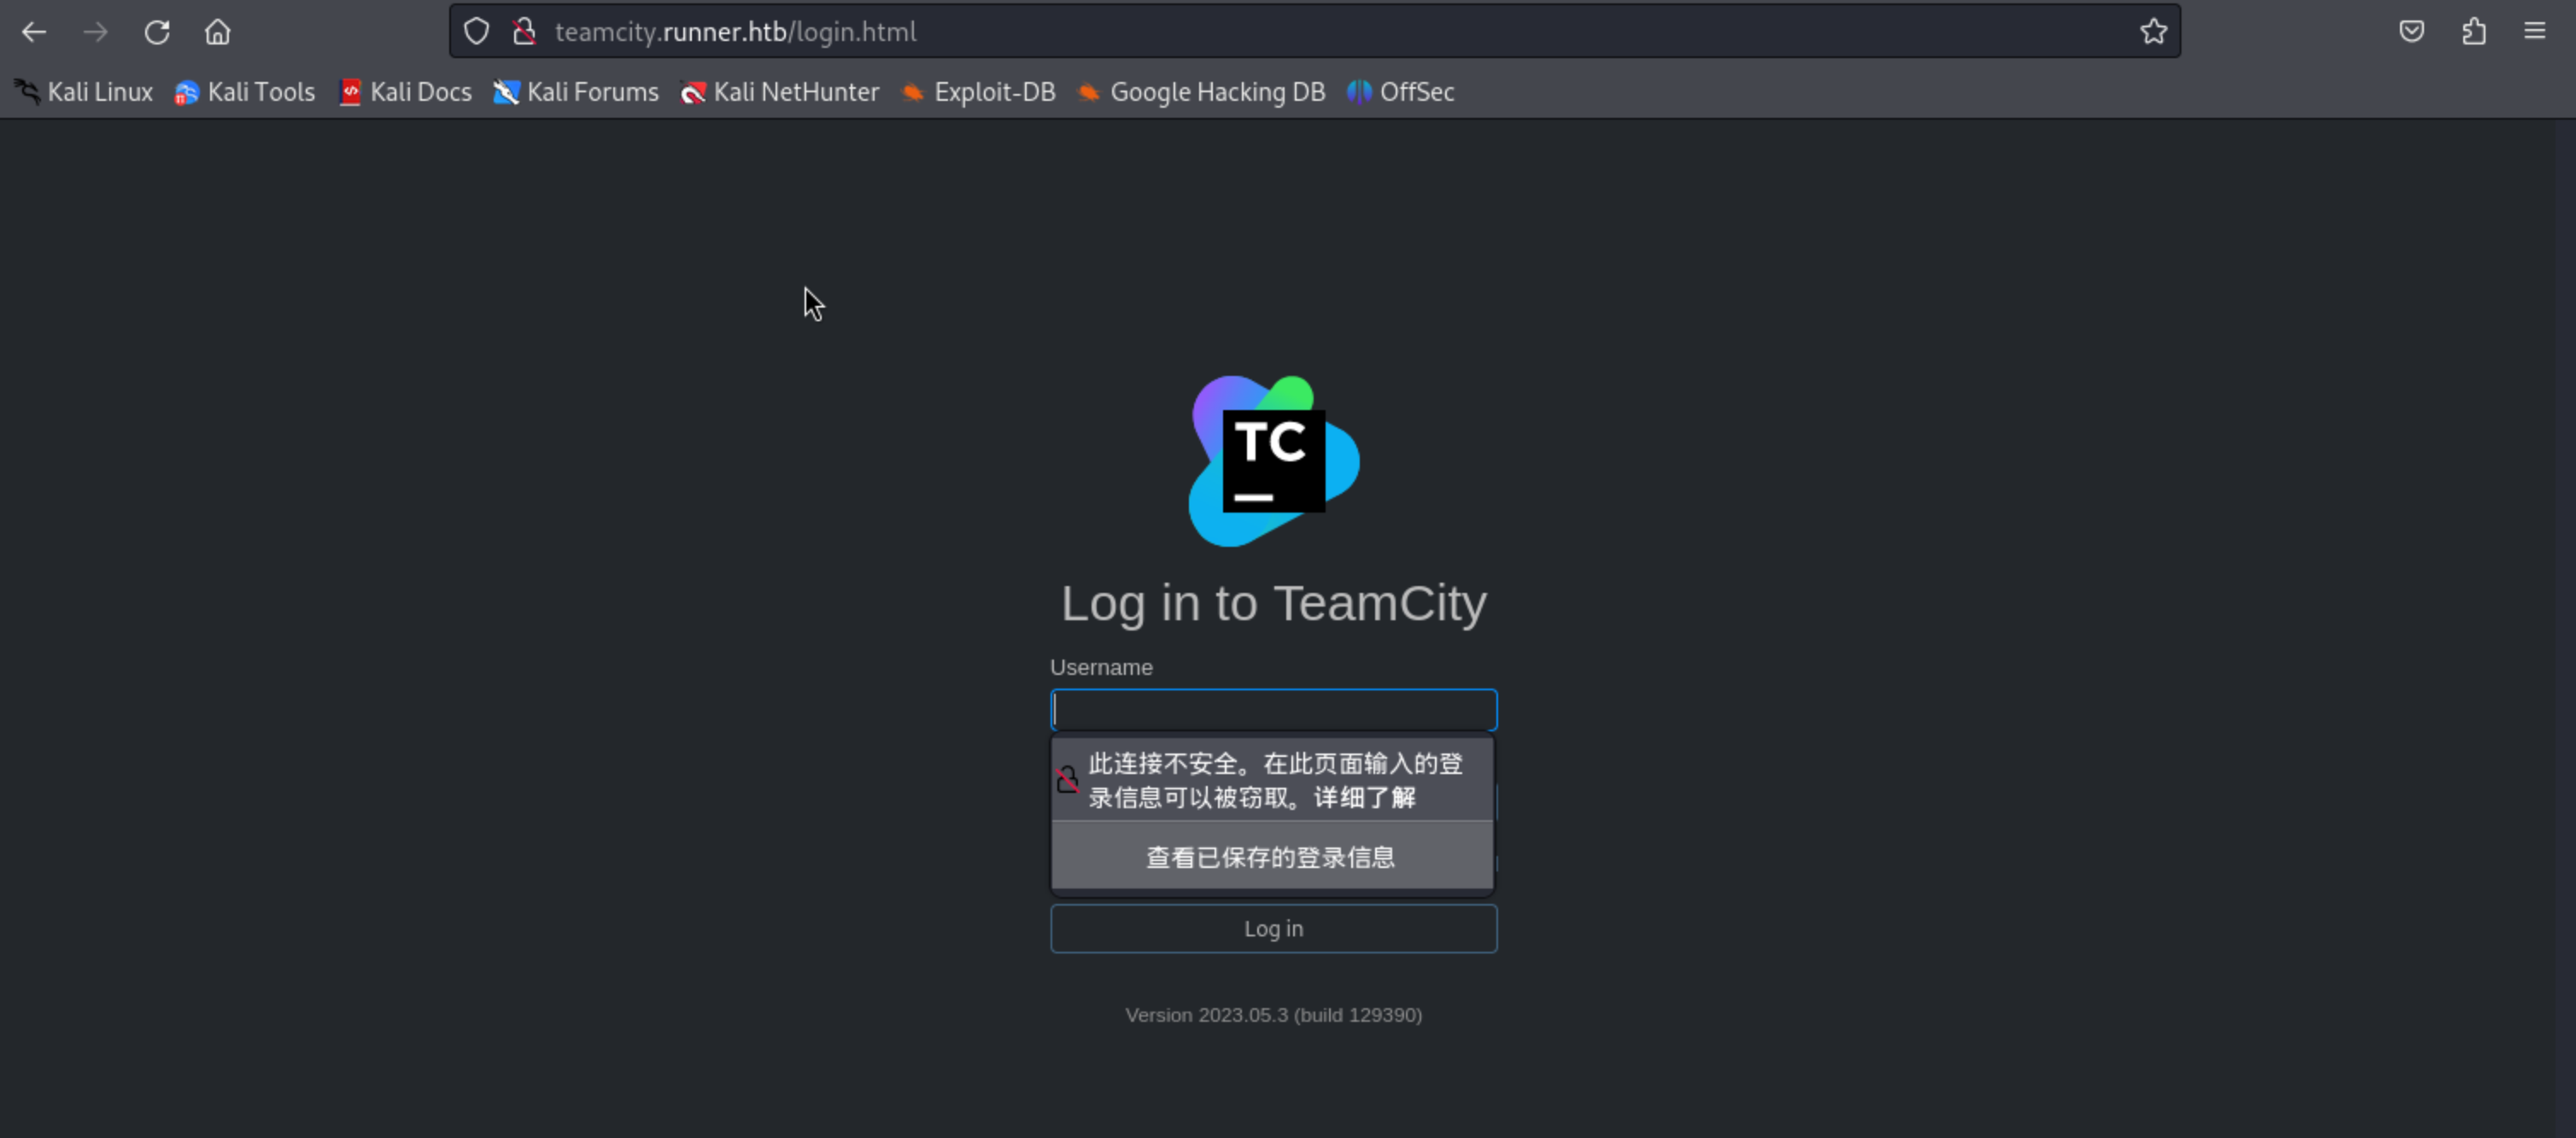 teamcity.runner.htb/login.html
Kali Linux Kali Tools Kali Docs Kali Forums Kali NetHunter Exploit-DB Google Hacking DB OffSec
TC
Log in to TeamCity
Username
此连接不安全。在此页面输入的登
录信息可以被窃取。详细了解
查看已保存的登录信息
Log in
Version 2023.05.3 (build 129390)